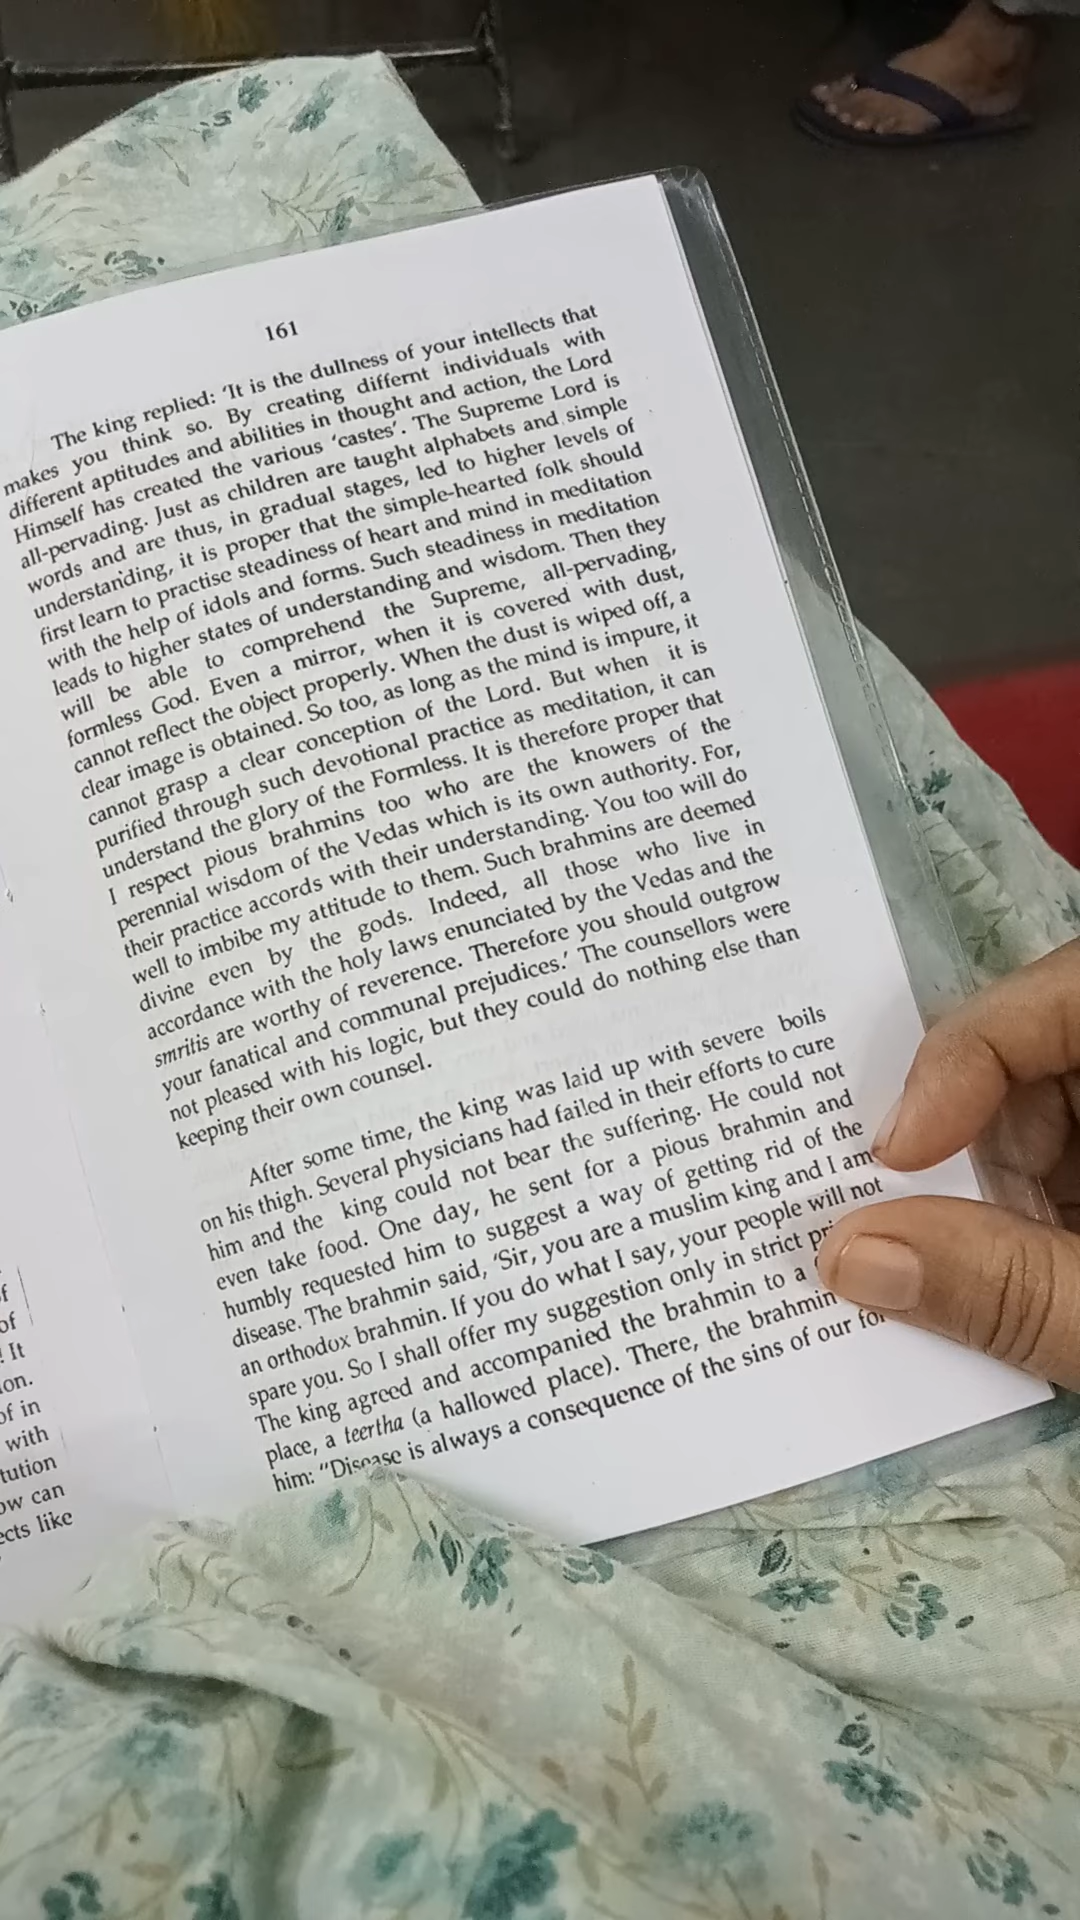 161
The king replied: 'It is the dullness of your intellects that
makes you think so. By creating differnt individuals with
different aptitudes and abilities in thought and action, the Lord
Himself has created the various 'castes'. The Supreme Lord is
all-pervading. Just as children are taught alphabets and simple
words and are thus, in gradual stages, led to higher levels of
understanding, it is proper that the simple-hearted folk should
first learn to practise steadiness of heart and mind in meditation
with the help of idols and forms. Such steadiness in meditation
leads to higher states of understanding and wisdom. Then they
will be able to comprehend the Supreme, all-pervading,
formless God. Even a mirror, when it is covered with dust,
cannot reflect the object properly. When the dust is wiped off, a
clear image is obtained. So too, as long as the mind is impure, it
cannot grasp a clear conception of the Lord. But when it is
purified through such devotional practice as meditation, it can
understand the glory of the Formless. It is therefore proper that
I respect pious brahmins too who are the knowers of the
perennial wisdom of the Vedas which is its own authority. For,
their practice accords with their understanding. You too will do
well to imbibe my attitude to them. Such brahmins are deemed
divine even by the gods. Indeed, all those who live in
accordance with the holy laws enunciated by the Vedas and the
smritis are worthy of reverence. Therefore you should outgrow
your fanatical and communal prejudices.' The counsellors were
not pleased with his logic, but they could do nothing else than
keeping their own counsel.
After some time, the king was laid up with severe boils
on his thigh. Several physicians had failed in their efforts to cure
him and the king could not bear the suffering. He could not
even take food. One day, he sent for a pious brahmin and
humbly requested him to suggest a way of getting rid of the
disease. The brahmin said, 'Sir, you are a muslim king and I am
an orthodox brahmin. If you do what I say, your people will not
spare you. So I shall offer my suggestion only in strict pri
The king agreed and accompanied the brahmin to a
place, a teertha (a hallowed place). There, the brahmin
him: "Disease is always a consequence of the sins of our for
f
of
! It
ion.
of in
with
tution
ow can
ects like